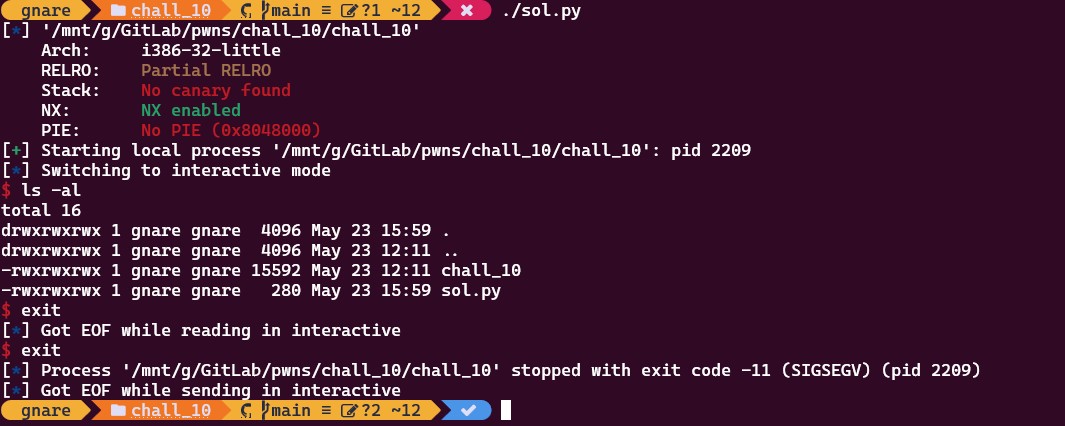 gnare chall_10 main ≡ ?1 ~12 ./sol.py
[*] '/mnt/g/GitLab/pwns/chall_10/chall_10'
    Arch:     i386-32-little
    RELRO:    Partial RELRO
    Stack:    No canary found
    NX:       NX enabled
    PIE:      No PIE (0x8048000)
[+] Starting local process '/mnt/g/GitLab/pwns/chall_10/chall_10': pid 2209
[*] Switching to interactive mode
$ ls -al
total 16
drwxrwxrwx 1 gnare gnare  4096 May 23 15:59 .
drwxrwxrwx 1 gnare gnare  4096 May 23 12:11 ..
-rwxrwxrwx 1 gnare gnare 15592 May 23 12:11 chall_10
-rwxrwxrwx 1 gnare gnare   280 May 23 15:59 sol.py
$ exit
[*] Got EOF while reading in interactive
$ exit
[*] Process '/mnt/g/GitLab/pwns/chall_10/chall_10' stopped with exit code -11 (SIGSEGV) (pid 2209)
[*] Got EOF while sending in interactive
gnare chall_10 main ≡ ?2 ~12